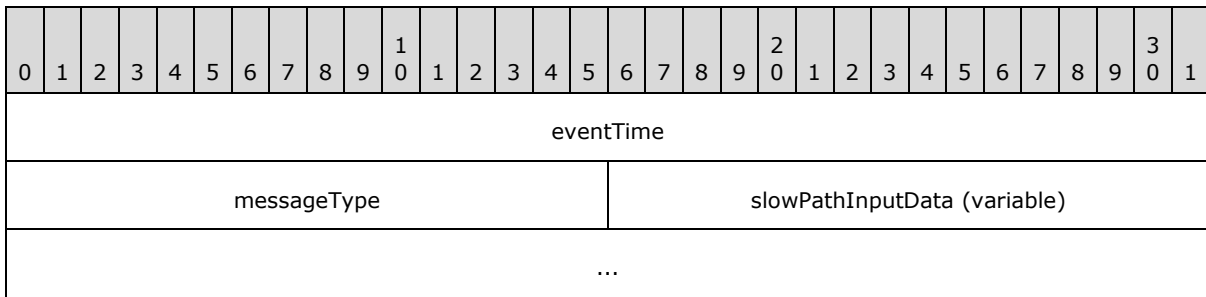 0 1 2 3 4 5 6 7 8 9 1 0 1 2 3 4 5 6 7 8 9 2 0 1 2 3 4 5 6 7 8 9 3 0 1
eventTime
messageType slowPathInputData (variable)
...